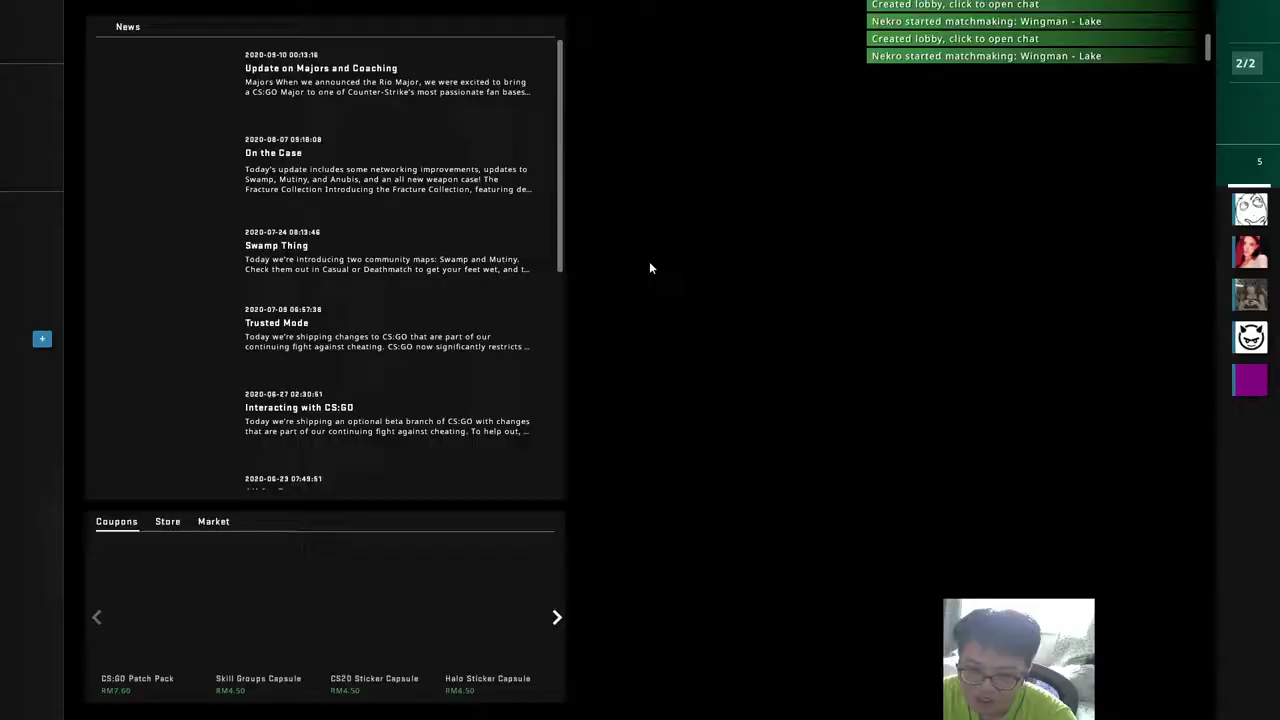 News
2020-09-10 00:13:16
Update on Majors and Coaching
Majors When we announced the Rio Major, we were excited to bring
a CS:GO Major to one of Counter-Strike's most passionate fan bases...
2020-08-07 09:18:08
On the Case
Today's update includes some networking improvements, updates to
Swamp, Mutiny, and Anubis, and an all new weapon case! The
Fracture Collection Introducing the Fracture Collection, featuring de...
2020-07-24 08:13:46
Swamp Thing
Today we're introducing two community maps: Swamp and Mutiny.
Check them out in Casual or Deathmatch to get your feet wet, and t...
2020-07-09 06:57:38
Trusted Mode
Today we're shipping changes to CS:GO that are part of our
continuing fight against cheating. CS:GO now significantly restricts ...
2020-06-27 02:30:51
Interacting with CS:GO
Today we're shipping an optional beta branch of CS:GO with changes
that are part of our continuing fight against cheating. To help out, ...
2020-06-23 07:49:51
Coupons Store Market
CS:GO Patch Pack
RM7.60
Skill Groups Capsule
RM4.50
CS20 Sticker Capsule
RM4.50
Halo Sticker Capsule
RM4.50
Created lobby, click to open chat
Nekro started matchmaking: Wingman - Lake
Created lobby, click to open chat
Nekro started matchmaking: Wingman - Lake
2/2
5